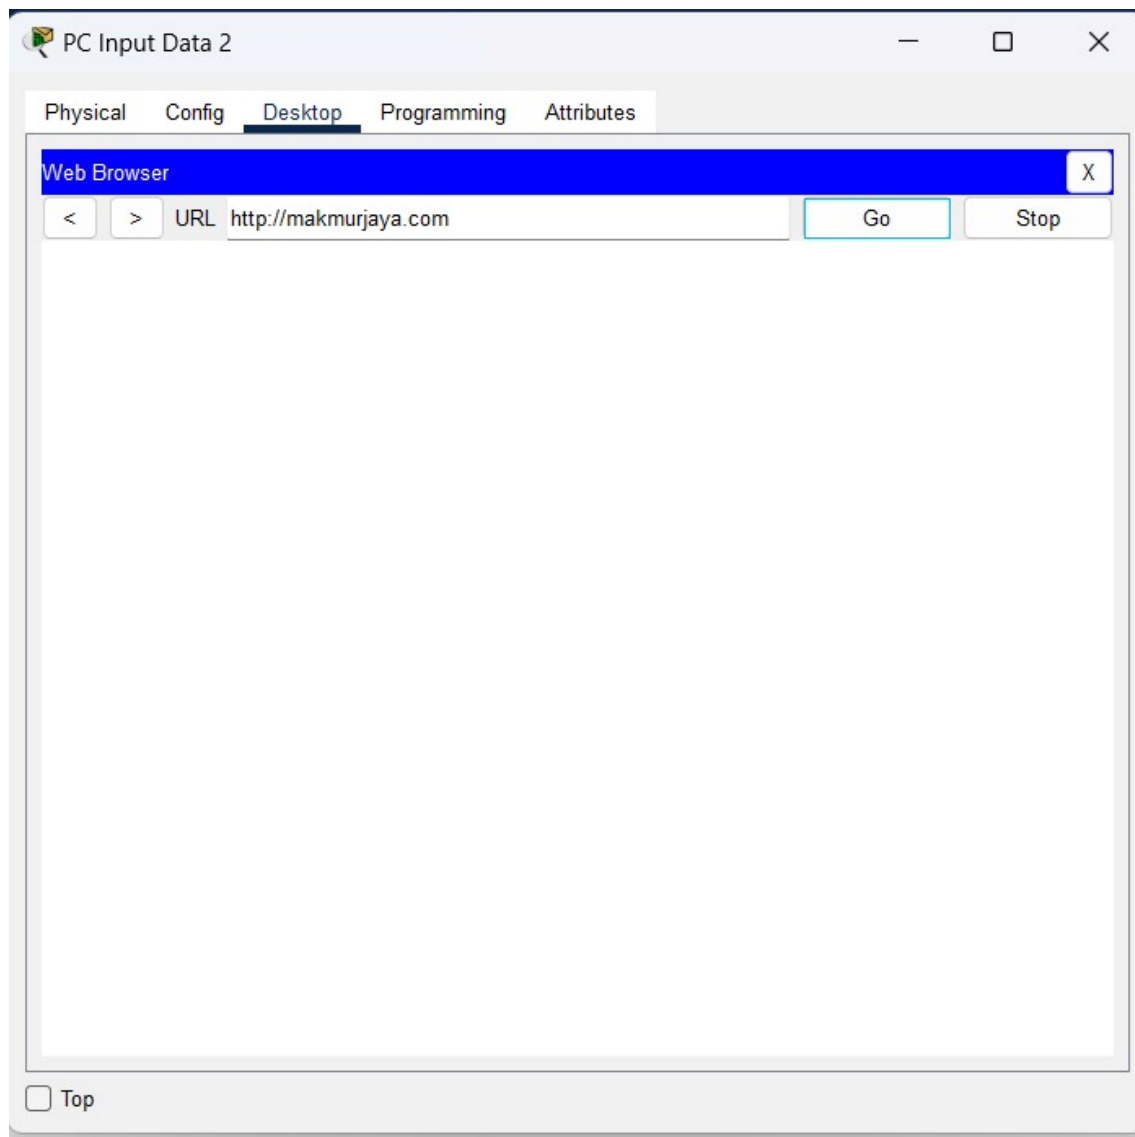 PC Input Data 2
Physical Config Desktop Programming Attributes
Web Browser X
< > URL http://makmurjaya.com Go Stop
Top